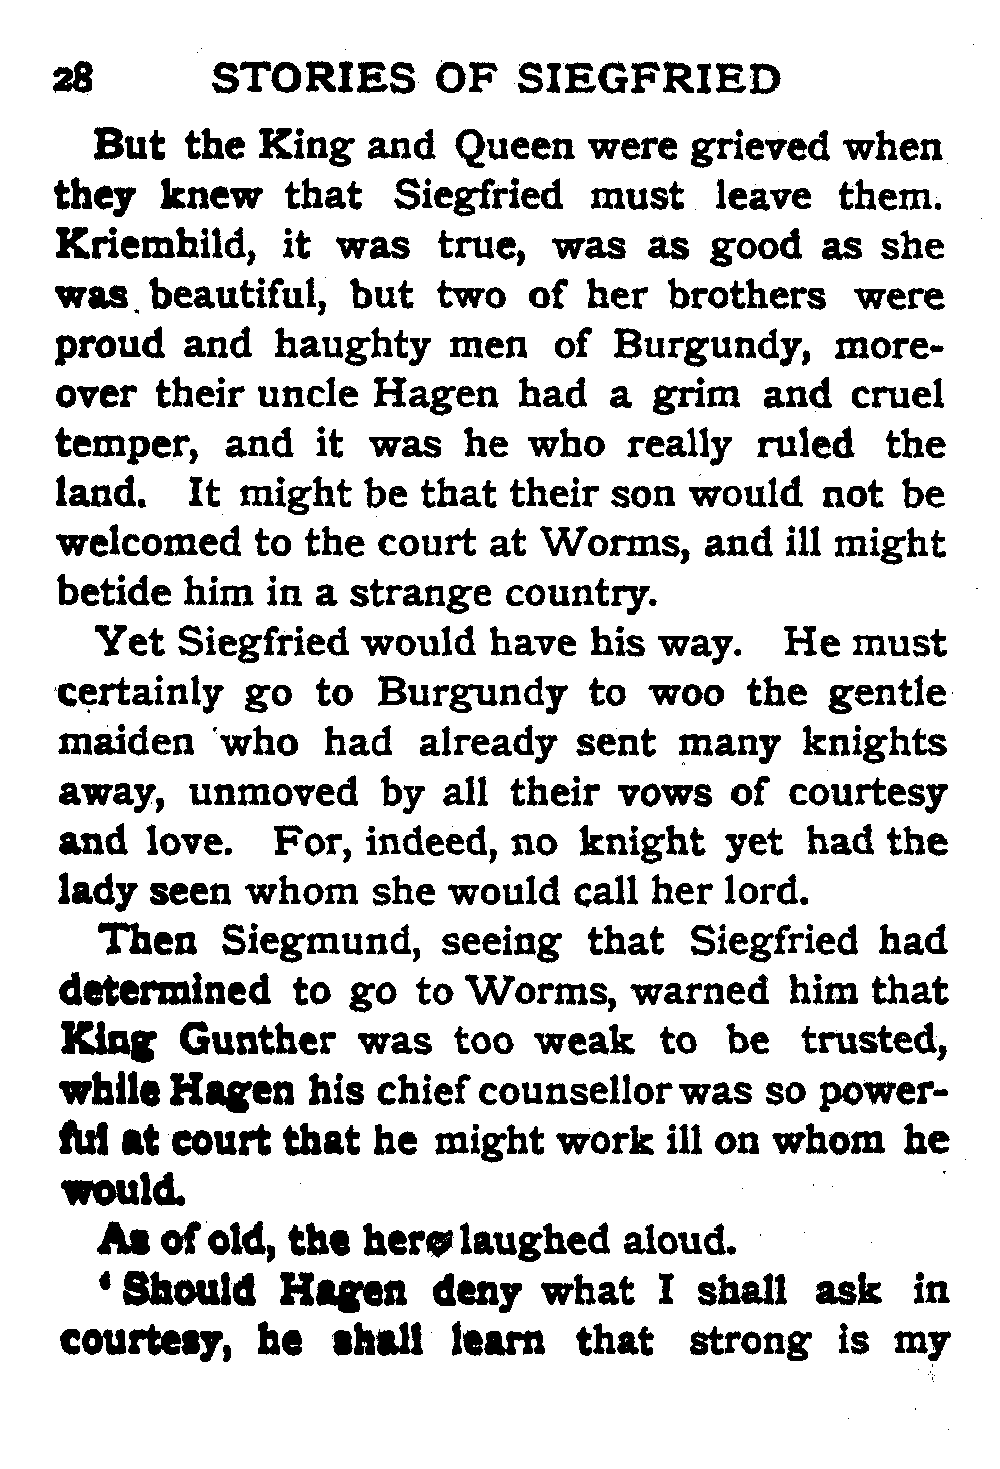 28 STORIES OF SIEGFRIED
But the King and Queen were grieved when
they knew that Siegfried must leave them.
Kriemhild, it was true, was as good as she
was beautiful, but two of her brothers were
proud and haughty men of Burgundy, more-
over their uncle Hagen had a grim and cruel
temper, and it was he who really ruled the
land. It might be that their son would not be
welcomed to the court at Worms, and ill might
betide him in a strange country.
Yet Siegfried would have his way. He must
certainly go to Burgundy to woo the gentle
maiden who had already sent many knights
away, unmoved by all their vows of courtesy
and love. For, indeed, no knight yet had the
lady seen whom she would call her lord.
Then Siegmund, seeing that Siegfried had
determined to go to Worms, warned him that
King Gunther was too weak to be trusted,
while Hagen his chief counsellor was so power-
ful at court that he might work ill on whom he
would.
As of old, the hero laughed aloud.
‘Should Hagen deny what I shall ask in
courtesy, he shall learn that strong is my